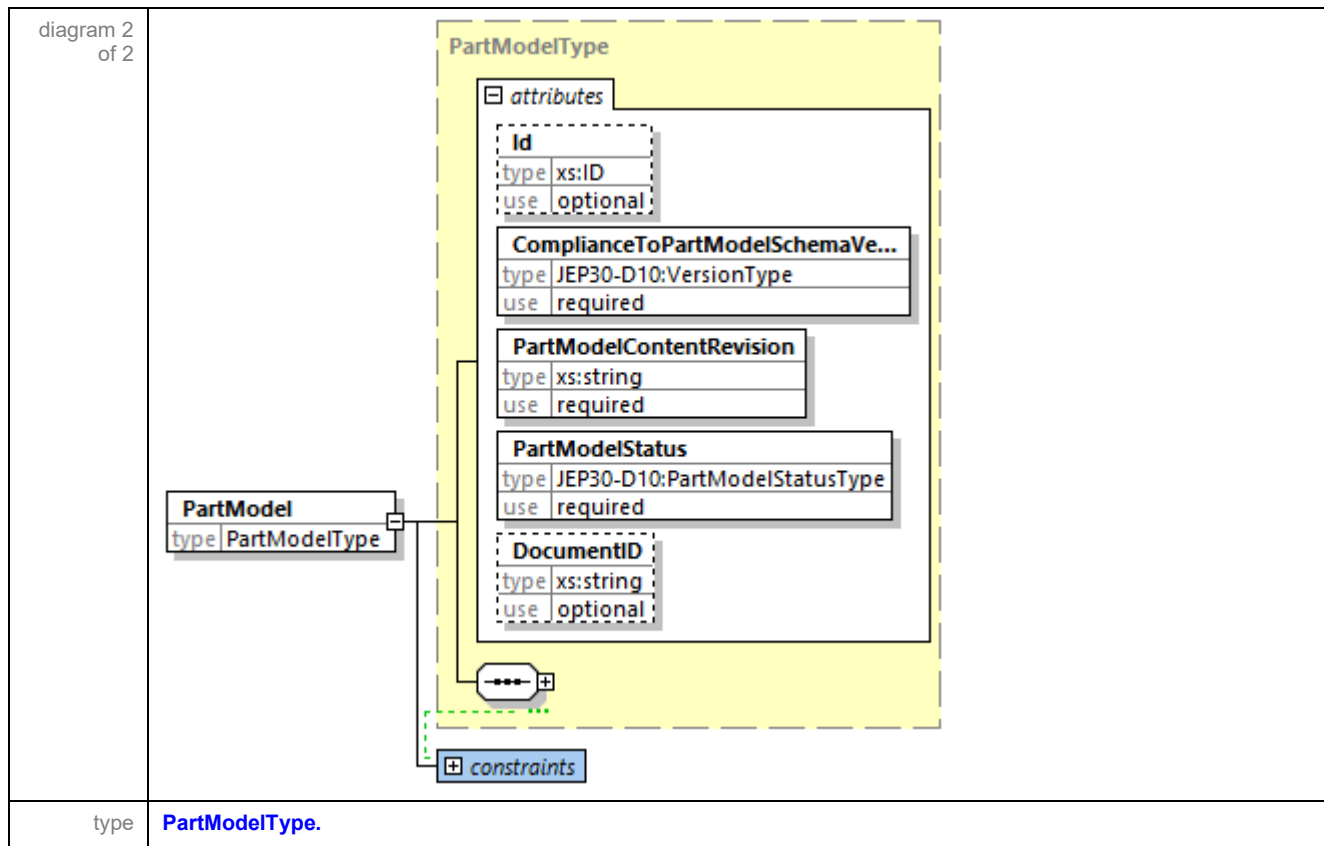 diagram 2
of 2
PartModelType
attributes
Id
type xs:ID
use optional
ComplianceToPartModelSchemaVe...
type JEP30-D10:VersionType
use required
PartModelContentRevision
type xs:string
use required
PartModelStatus
type JEP30-D10:PartModelStatusType
use required
PartModel
type PartModelType
DocumentID
type xs:string
use optional
constraints
type PartModelType.